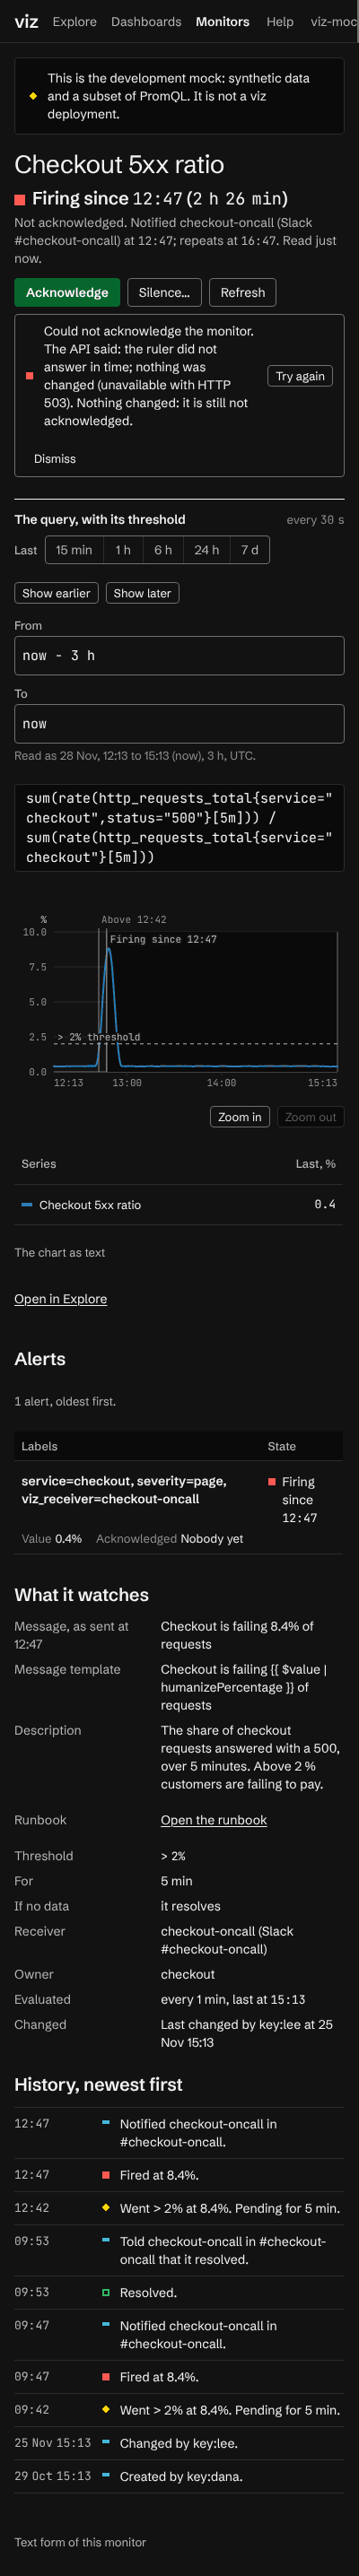 viz Explore Dashboards Monitors Help viz-moc
This is the development mock: synthetic data
and a subset of PromQL. It is not a viz
deployment.
Checkout 5xx ratio
Firing since 12:47 (2 h 26 min)
Not acknowledged. Notified checkout-oncall (Slack
#checkout-oncall) at 12:47; repeats at 16:47. Read just
now.
Acknowledge Silence... Refresh
Could not acknowledge the monitor.
The API said: the ruler did not
answer in time; nothing was
changed (unavailable with HTTP
503). Nothing changed: it is still not
acknowledged.
Try again
Dismiss
The query, with its threshold every 30 s
Last 15 min 1 h 6 h 24 h 7 d
Show earlier Show later
From
now - 3 h
To
now
Read as 28 Nov, 12:13 to 15:13 (now), 3 h, UTC.
sum(rate(http_requests_total{service="
checkout",status="500"}[5m])) /
sum(rate(http_requests_total{service="
checkout"}[5m]))
% Above 12:42
10.0 Firing since 12:47
7.5
5.0
2.5 > 2% threshold
0.0
12:13 13:00 14:00 15:13
Zoom in Zoom out
Series Last, %
Checkout 5xx ratio 0.4
The chart as text
Open in Explore
Alerts
1 alert, oldest first.
Labels State
service=checkout, severity=page,
viz_receiver=checkout-oncall
Firing
since
12:47
Value 0.4% Acknowledged Nobody yet
What it watches
Message, as sent at
12:47
Checkout is failing 8.4% of
requests
Message template
Checkout is failing {{ $value |
humanizePercentage }} of
requests
Description
The share of checkout
requests answered with a 500,
over 5 minutes. Above 2 %
customers are failing to pay.
Runbook Open the runbook
Threshold > 2%
For 5 min
If no data it resolves
Receiver checkout-oncall (Slack
#checkout-oncall)
Owner checkout
Evaluated every 1 min, last at 15:13
Changed Last changed by key:lee at 25
Nov 15:13
History, newest first
12:47 Notified checkout-oncall in
#checkout-oncall.
12:47 Fired at 8.4%.
12:42 Went > 2% at 8.4%. Pending for 5 min.
09:53 Told checkout-oncall in #checkout-
oncall that it resolved.
09:53 Resolved.
09:47 Notified checkout-oncall in
#checkout-oncall.
09:47 Fired at 8.4%.
09:42 Went > 2% at 8.4%. Pending for 5 min.
25 Nov 15:13 Changed by key:lee.
29 Oct 15:13 Created by key:dana.
Text form of this monitor